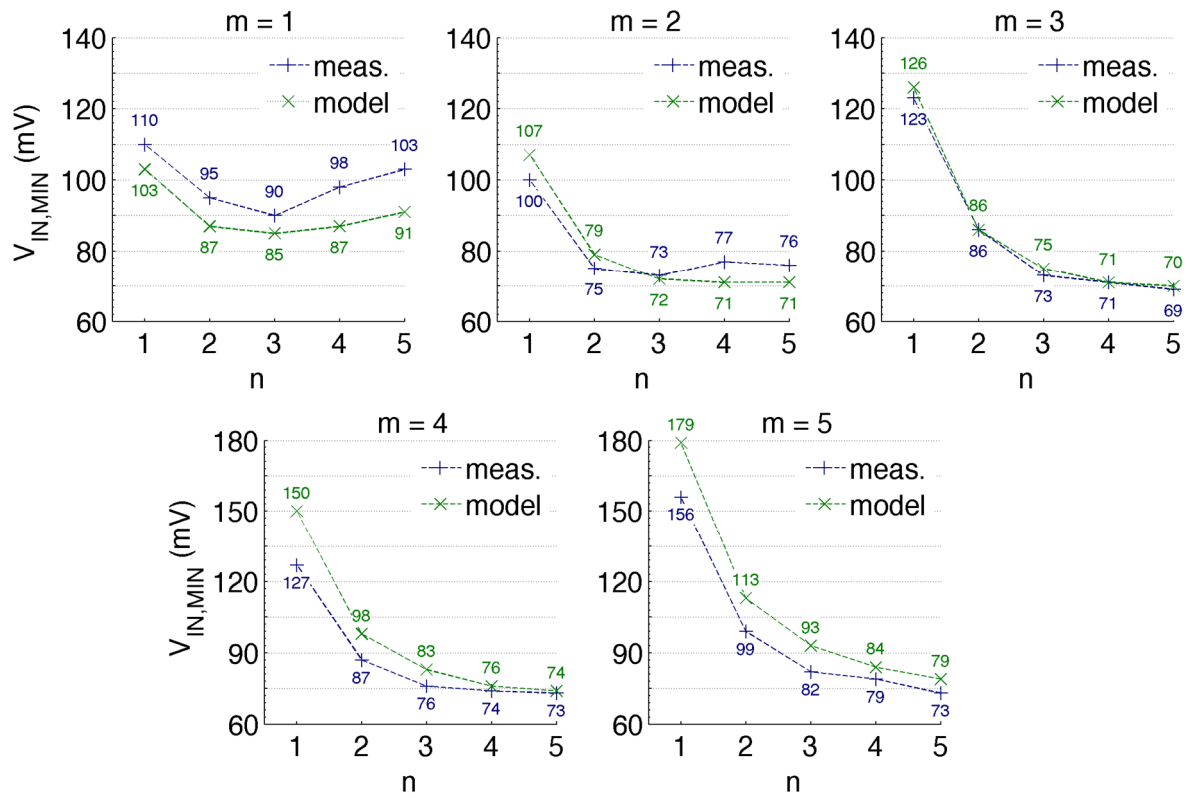 m = 1
m = 2
m = 3
V_IN,MIN (mV)
140
120
100
80
60
meas.
model
110
95
90
98
103
103
87
85
87
91
1 2 3 4 5
n
140
120
100
80
60
meas.
model
107
79
73
77
76
100
75
72
71
71
1 2 3 4 5
n
140
120
100
80
60
meas.
model
126
86
75
71
70
123
86
73
71
69
1 2 3 4 5
n
m = 4
m = 5
V_IN,MIN (mV)
180
150
120
90
60
meas.
model
150
98
83
76
74
127
87
76
74
73
1 2 3 4 5
n
V_IN,MIN (mV)
180
150
120
90
60
meas.
model
179
113
93
84
79
156
99
82
79
73
1 2 3 4 5
n